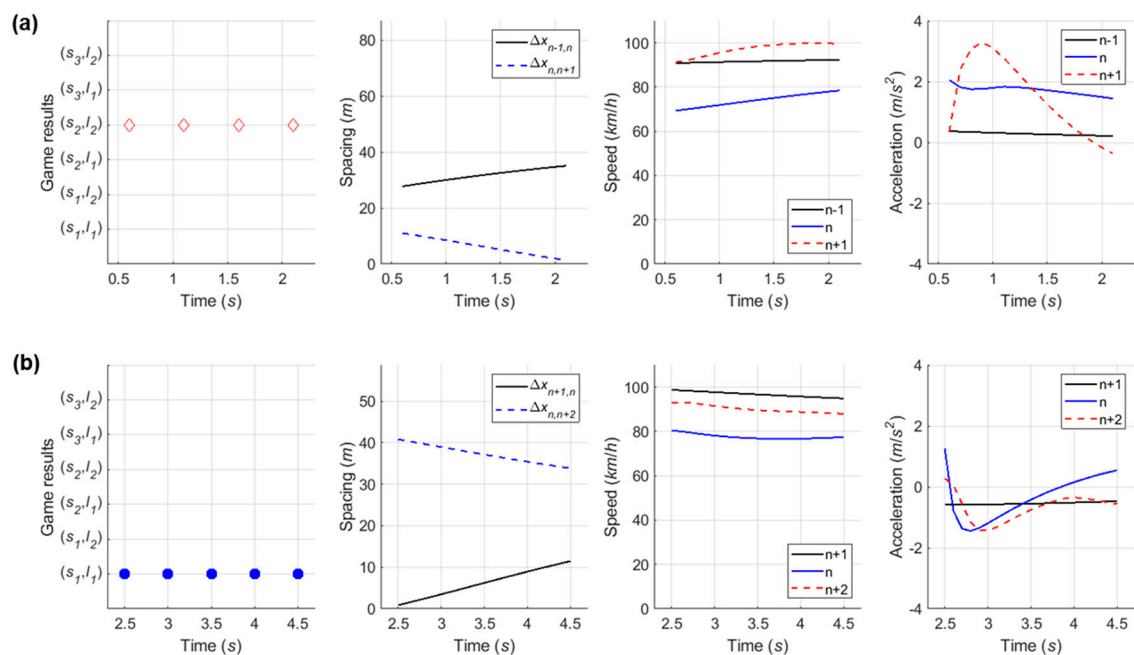 (a)
Game results
(s3,l2)
(s3,l1)
(s2,l2)
(s2,l1)
(s1,l2)
(s1,l1)
0.5 1 1.5 2
Time (s)
Spacing (m)
80
60
40
20
0
Δxn-1,n
Δxn,n+1
0.5 1 1.5 2
Time (s)
Speed (km/h)
100
80
60
40
20
0
n-1
n
n+1
0.5 1 1.5 2
Time (s)
Acceleration (m/s2)
4
2
0
-2
-4
n-1
n
n+1
0.5 1 1.5 2
Time (s)
(b)
Game results
(s3,l2)
(s3,l1)
(s2,l2)
(s2,l1)
(s1,l2)
(s1,l1)
2.5 3 3.5 4 4.5
Time (s)
Spacing (m)
50
40
30
20
10
0
Δxn+1,n
Δxn,n+2
2.5 3 3.5 4 4.5
Time (s)
Speed (km/h)
100
80
60
40
20
0
n+1
n
n+2
2.5 3 3.5 4 4.5
Time (s)
Acceleration (m/s2)
4
2
0
-2
-4
n+1
n
n+2
2.5 3 3.5 4 4.5
Time (s)